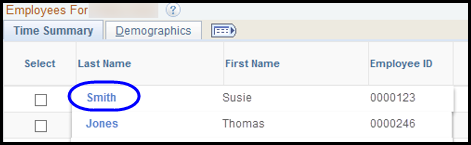 Employees For
Time Summary Demographics
Select Last Name First Name Employee ID
Smith Susie 0000123
Jones Thomas 0000246